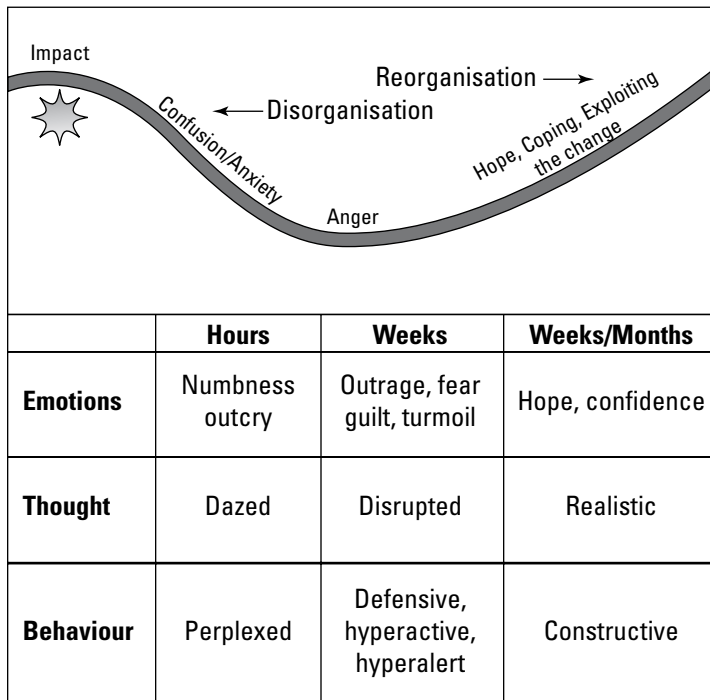 Impact
Reorganisation
Disorganisation
Confusion/Anxiety
Hope, Coping, Exploiting
the change
Anger
Hours Weeks Weeks/Months
Emotions
Numbness
outcry
Outrage, fear
guilt, turmoil
Hope, confidence
Thought Dazed Disrupted Realistic
Behaviour
Perplexed
Defensive,
hyperactive,
hyperalert
Constructive